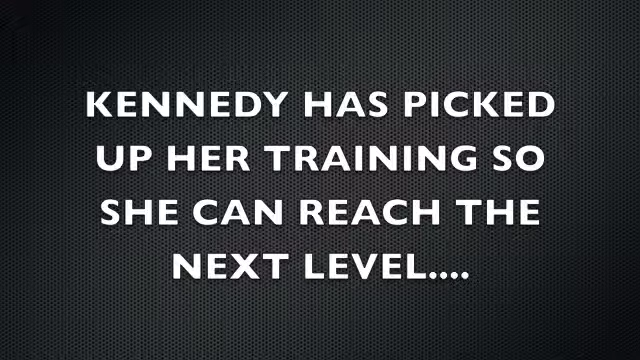 KENNEDY HAS PICKED
UP HER TRAINING SO
SHE CAN REACH THE
NEXT LEVEL....